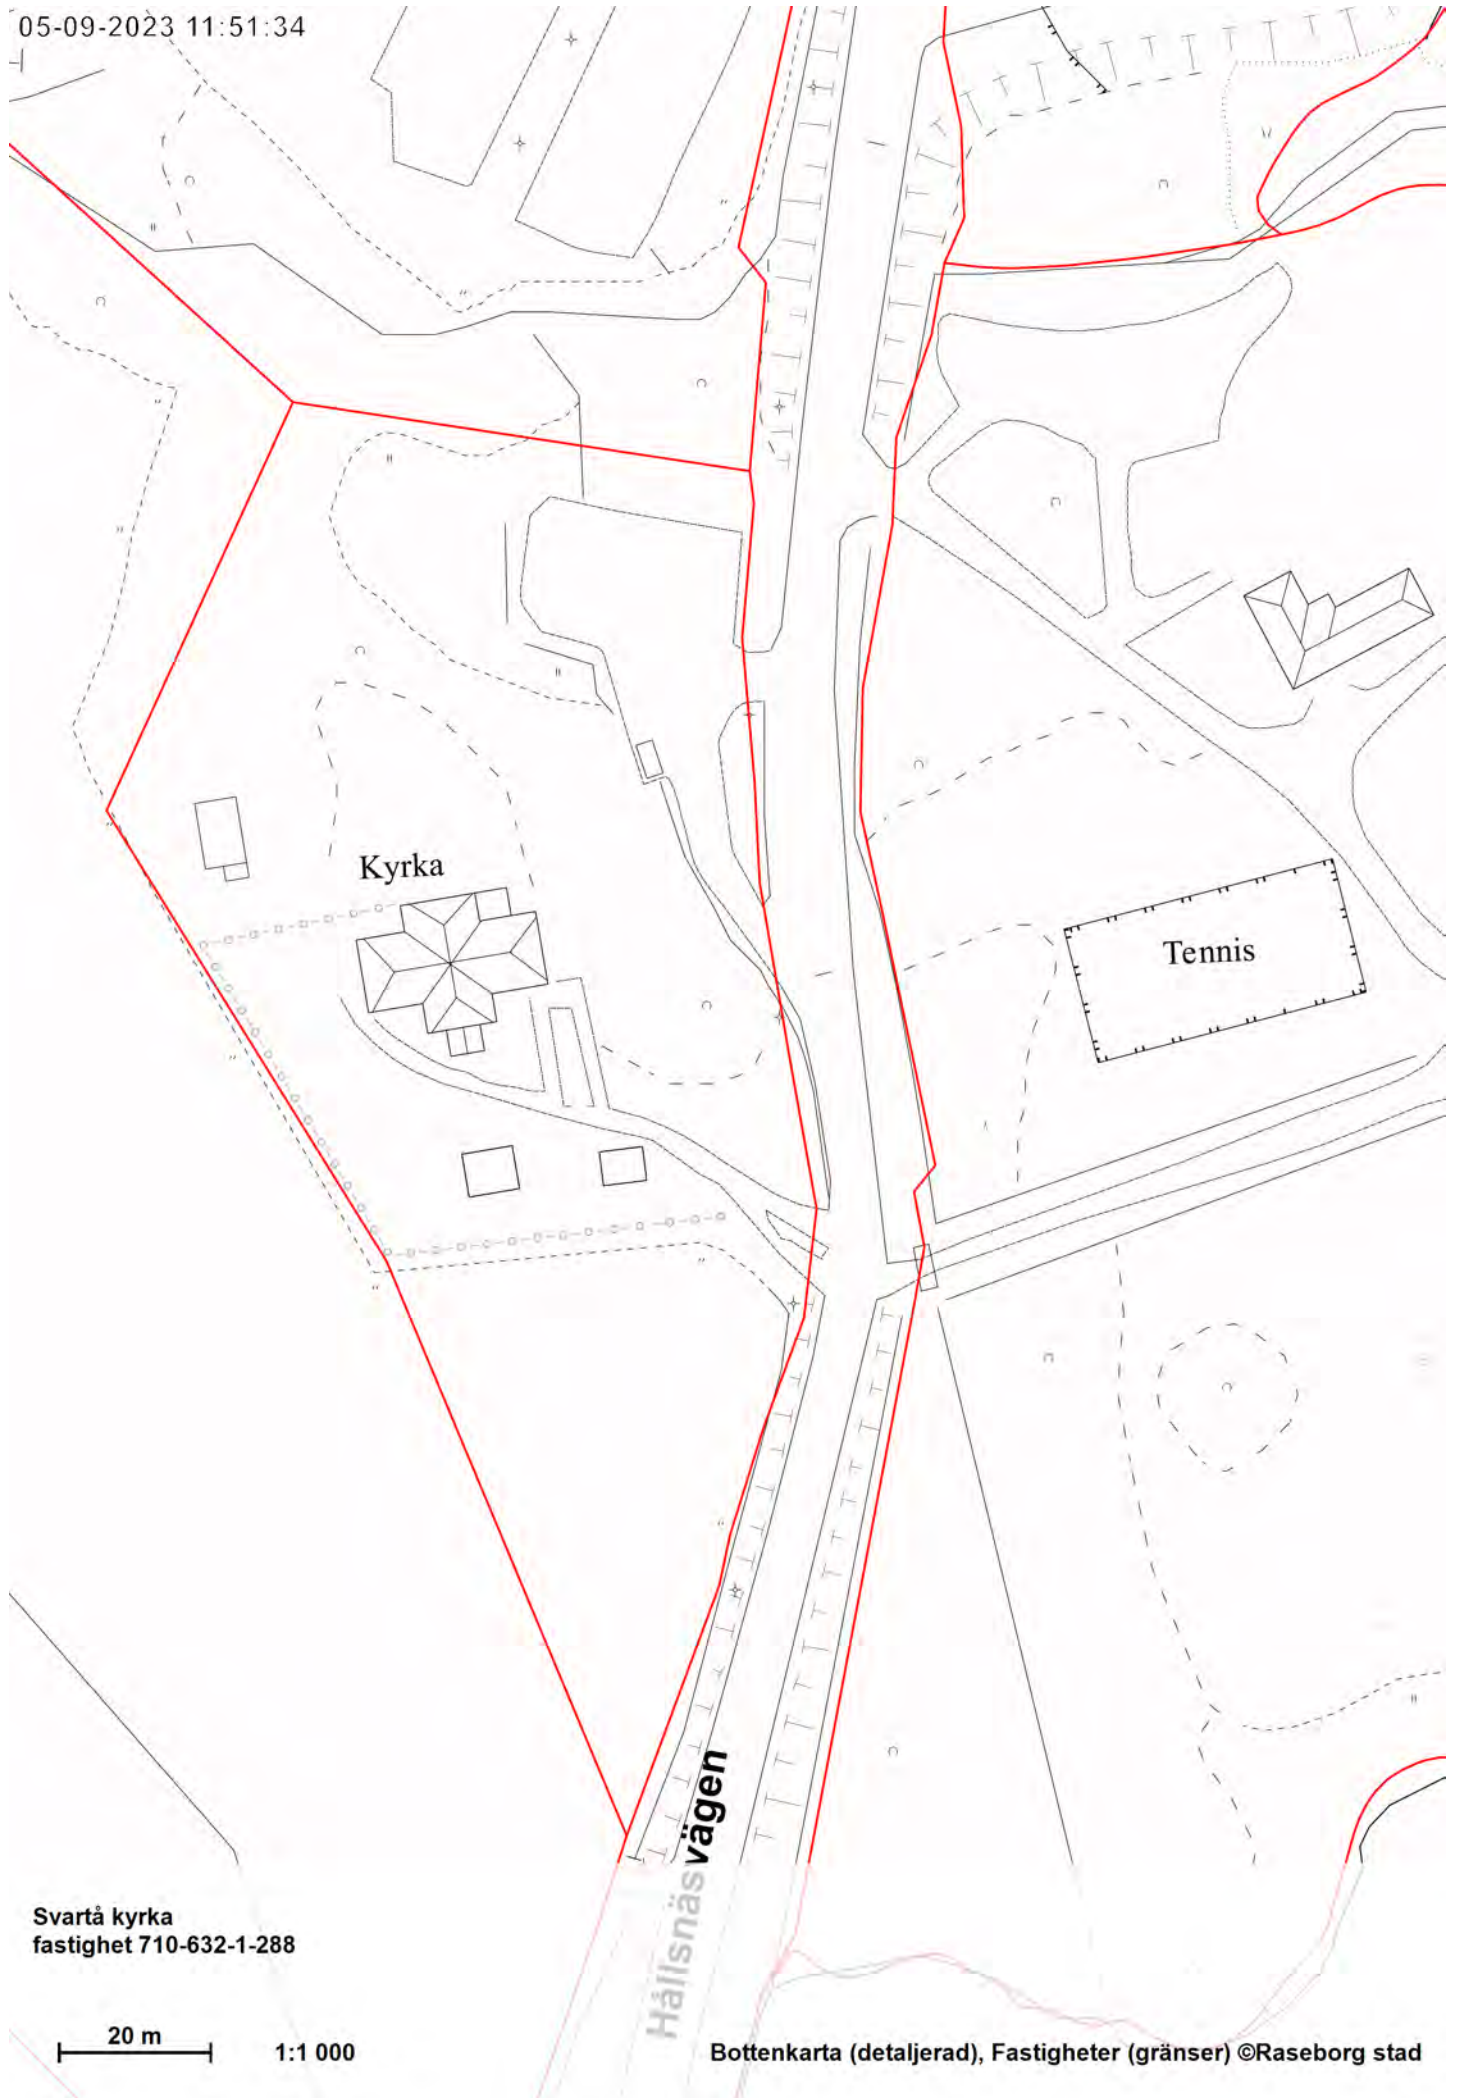 05-09-2023 11:51:34
Kyrka
Tennis
Hållsnäsvägen
Svartå kyrka
fastighet 710-632-1-288
20 m
1:1 000
Bottenkarta (detaljerad), Fastigheter (gränser) ©Raseborg stad